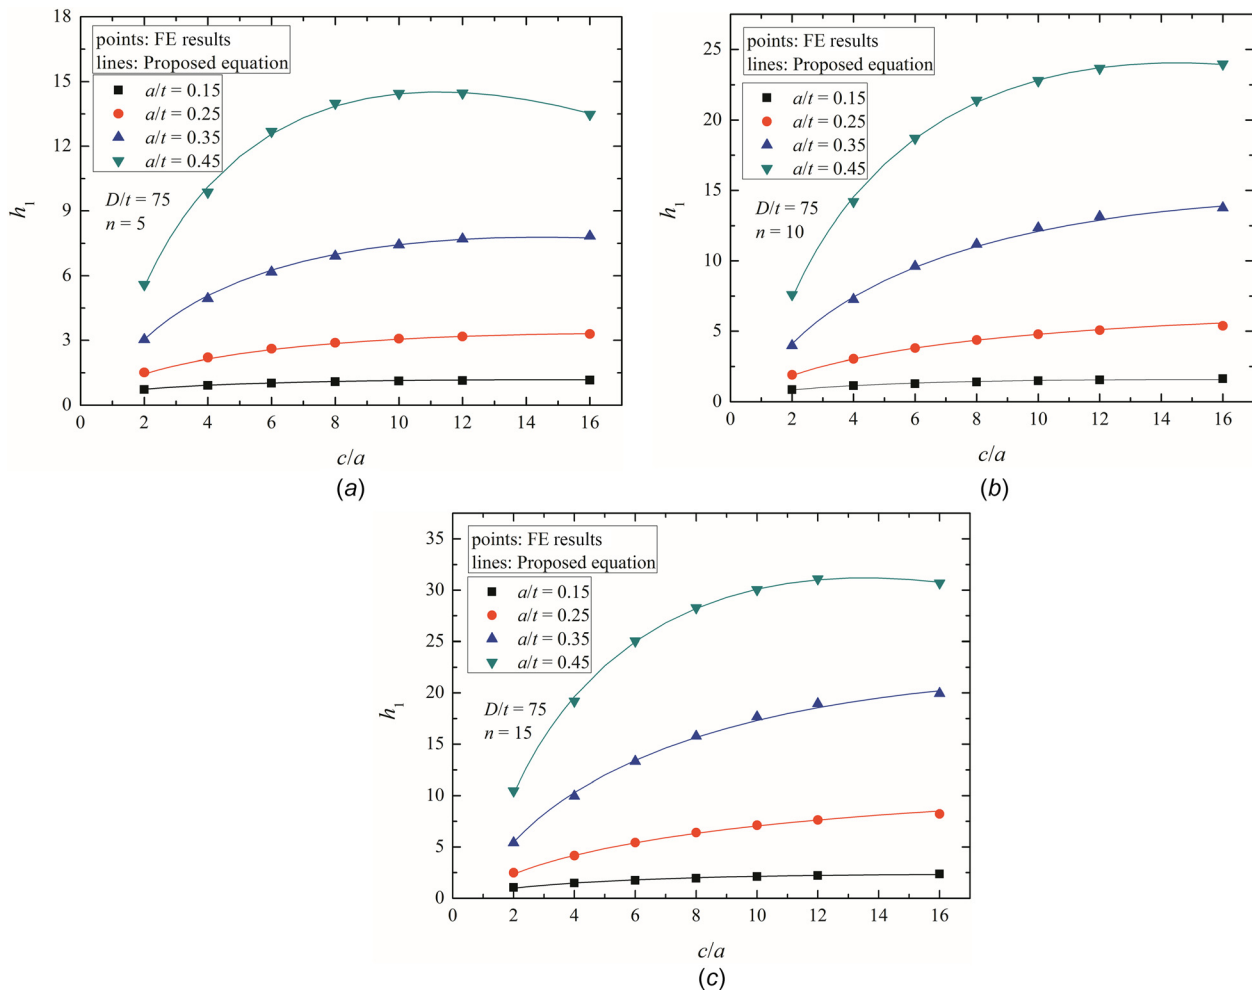 18
15
12
9
6
3
0
h1
points: FE results
lines: Proposed equation
a/t = 0.15
a/t = 0.25
a/t = 0.35
a/t = 0.45
D/t = 75
n = 5
0 2 4 6 8 10 12 14 16
c/a
(a)
25
20
15
10
5
0
h1
points: FE results
lines: Proposed equation
a/t = 0.15
a/t = 0.25
a/t = 0.35
a/t = 0.45
D/t = 75
n = 10
0 2 4 6 8 10 12 14 16
c/a
(b)
35
30
25
20
15
10
5
0
h1
points: FE results
lines: Proposed equation
a/t = 0.15
a/t = 0.25
a/t = 0.35
a/t = 0.45
D/t = 75
n = 15
0 2 4 6 8 10 12 14 16
c/a
(c)